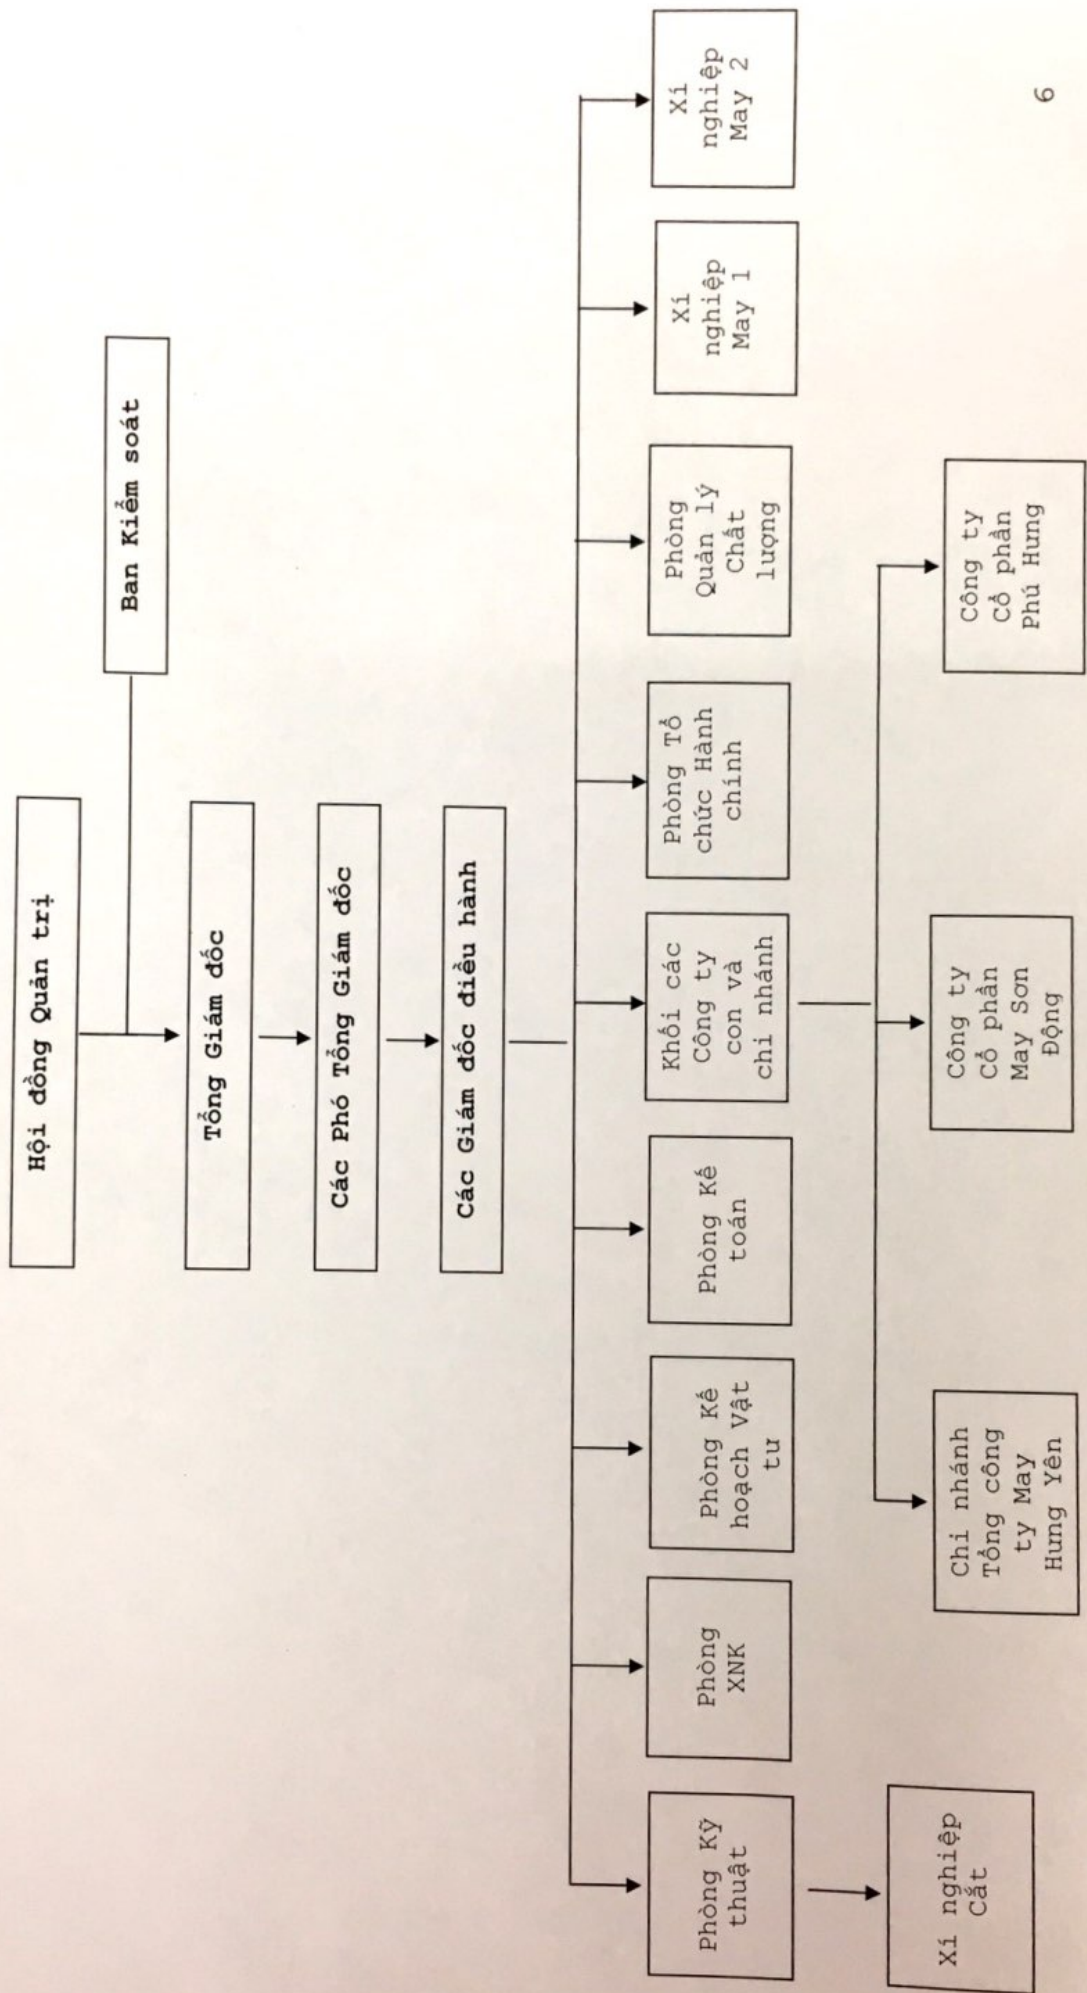 Hội đồng Quản trị
Ban Kiểm soát
Tổng Giám đốc
Các Phó Tổng Giám đốc
Các Giám đốc điều hành
Phòng Kỹ
thuật
Phòng
XNK
Phòng Kế
hoạch Vật
tư
Phòng Kế
toán
Khối các
Công ty
con và
chi nhánh
Phòng Tổ
chức Hành
chính
Phòng
Quản lý
Chất
lượng
Xí
nghiệp
May 1
Xí
nghiệp
May 2
Xí nghiệp
Cắt
Chi nhánh
Tổng công
ty May
Hưng Yên
Công ty
Cổ phần
May Sơn
Động
Công ty
Cổ phần
Phú Hưng
6